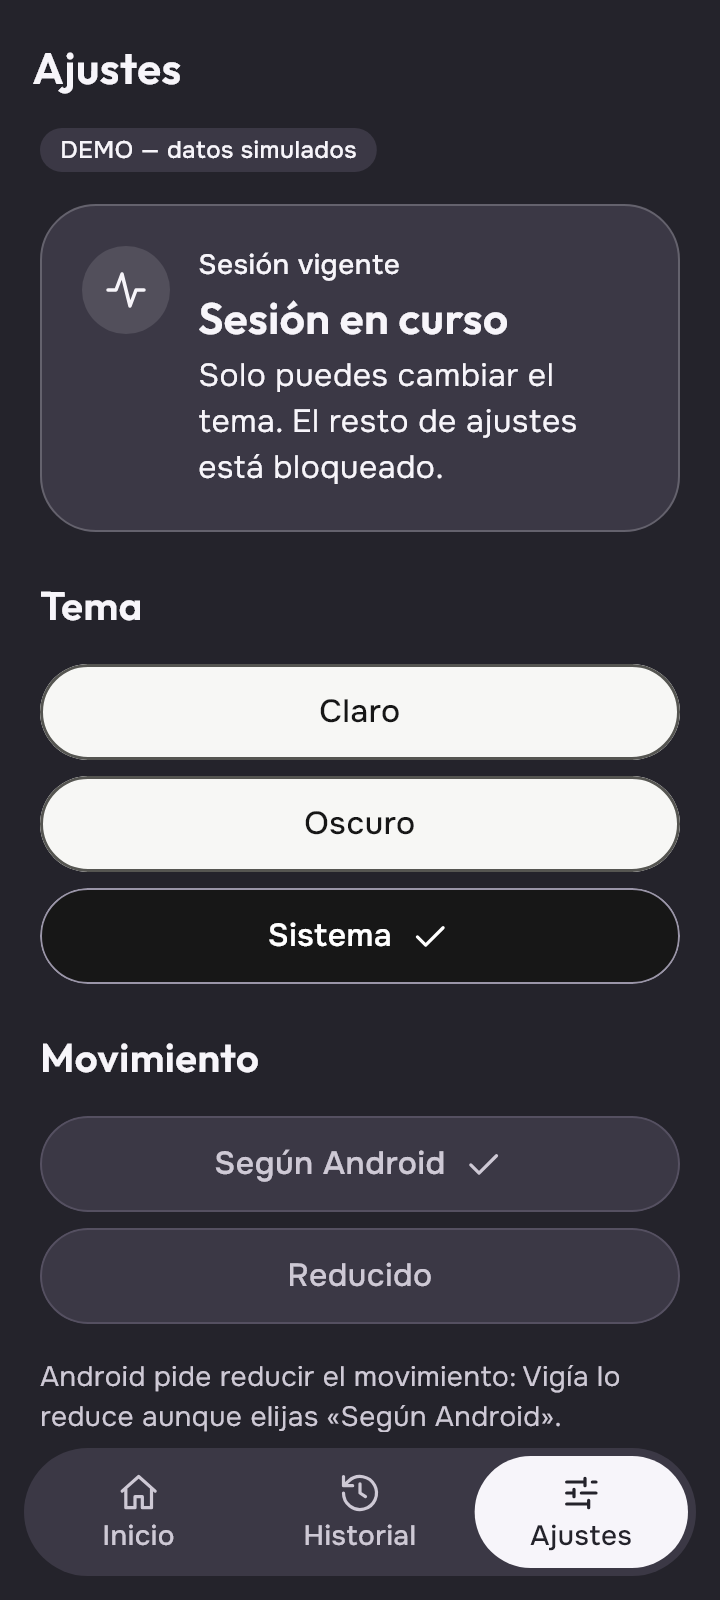 Ajustes
DEMO — datos simulados
Sesión vigente
Sesión en curso
Solo puedes cambiar el
tema. El resto de ajustes
está bloqueado.
Tema
Claro
Oscuro
Sistema
Movimiento
Según Android
Reducido
Android pide reducir el movimiento: Vigía lo
reduce aunque elijas «Según Android».
Inicio
Historial
Ajustes